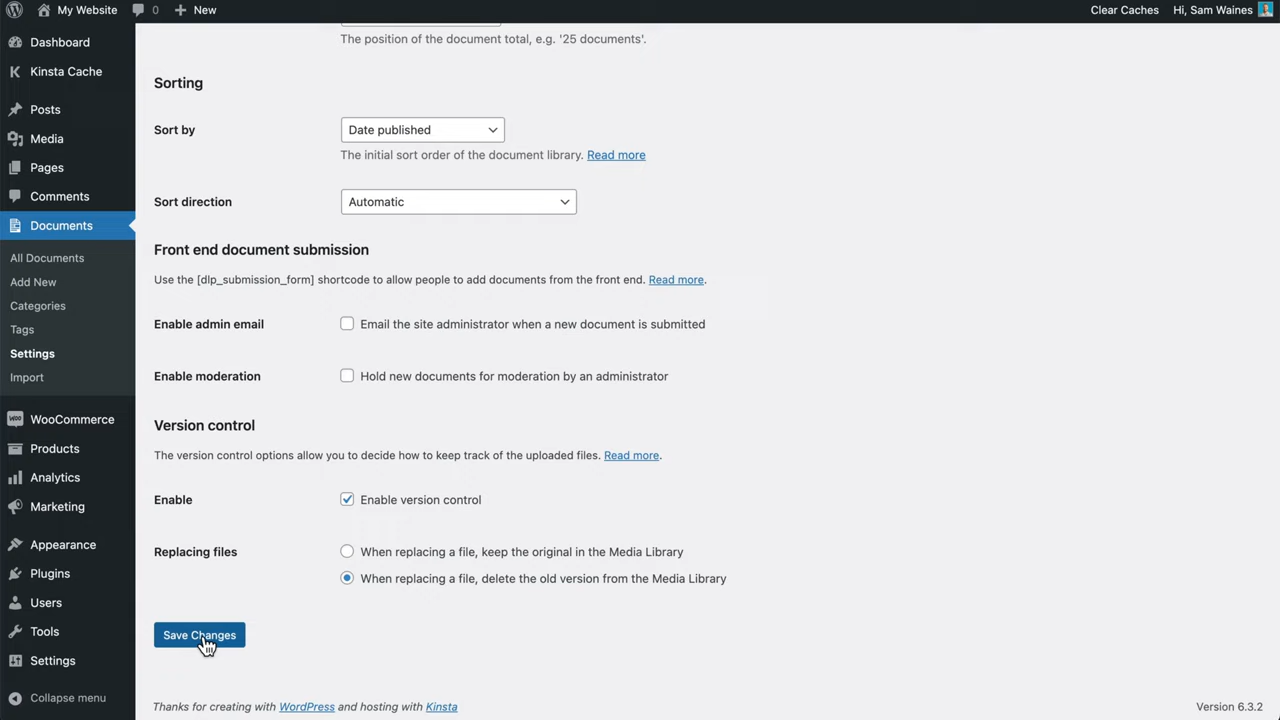 My Website
0
New
Clear Caches
Hi, Sam Waines
Dashboard
Kinsta Cache
Posts
Media
Pages
Comments
Documents
All Documents
Add New
Categories
Tags
Settings
Import
WooCommerce
Products
Analytics
Marketing
Appearance
Plugins
Users
Tools
Settings
Collapse menu
The position of the document total, e.g. '25 documents'.
Sorting
Sort by
Date published
The initial sort order of the document library. Read more
Sort direction
Automatic
Front end document submission
Use the [dlp_submission_form] shortcode to allow people to add documents from the front end. Read more.
Enable admin email
Email the site administrator when a new document is submitted
Enable moderation
Hold new documents for moderation by an administrator
Version control
The version control options allow you to decide how to keep track of the uploaded files. Read more.
Enable
Enable version control
Replacing files
When replacing a file, keep the original in the Media Library
When replacing a file, delete the old version from the Media Library
Save Changes
Thanks for creating with WordPress and hosting with Kinsta
Version 6.3.2